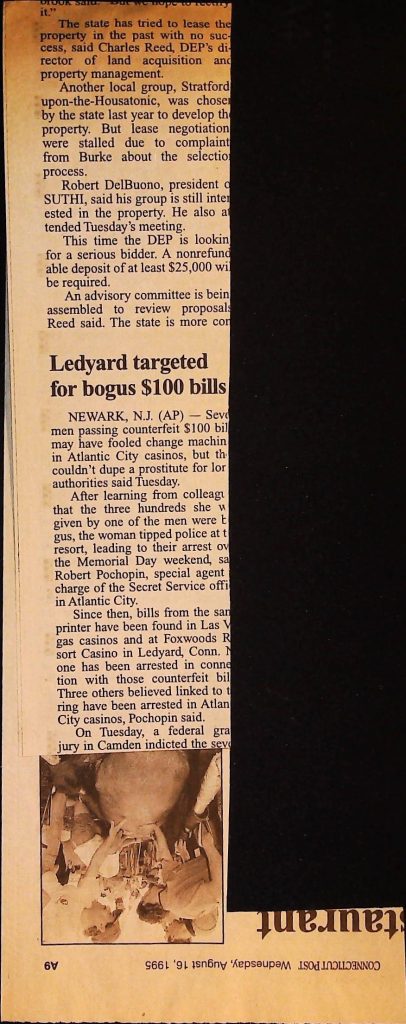 brook said. "But we hope to rectify
it."
The state has tried to lease the
property in the past with no suc-
cess, said Charles Reed, DEP's di-
rector of land acquisition and
property management.
Another local group, Stratford
upon-the-Housatonic, was chosen
by the state last year to develop the
property. But lease negotiation
were stalled due to complaint
from Burke about the selectio
process.
Robert DelBuono, president o
SUTHI, said his group is still inter
ested in the property. He also at
tended Tuesday's meeting.
This time the DEP is lookin
for a serious bidder. A nonrefund
able deposit of at least $25,000 wi
be required.
An advisory committee is bein
assembled to review proposals
Reed said. The state is more con
Ledyard targeted
for bogus $100 bills
NEWARK, N.J. (AP) — Seve
men passing counterfeit $100 bil
may have fooled change machin
in Atlantic City casinos, but th
couldn't dupe a prostitute for lor
authorities said Tuesday.
After learning from colleagu
that the three hundreds she w
given by one of the men were b
gus, the woman tipped police at t
resort, leading to their arrest ov
the Memorial Day weekend, sa
Robert Pochopin, special agent
charge of the Secret Service offi
in Atlantic City.
Since then, bills from the sam
printer have been found in Las V
gas casinos and at Foxwoods R
sort Casino in Ledyard, Conn. N
one has been arrested in conne
tion with those counterfeit bil
Three others believed linked to t
ring have been arrested in Atlan
City casinos, Pochopin said.
On Tuesday, a federal gra
jury in Camden indicted the seve
staurant
CONNECTICUT POST Wednesday, August 16, 1995 A9